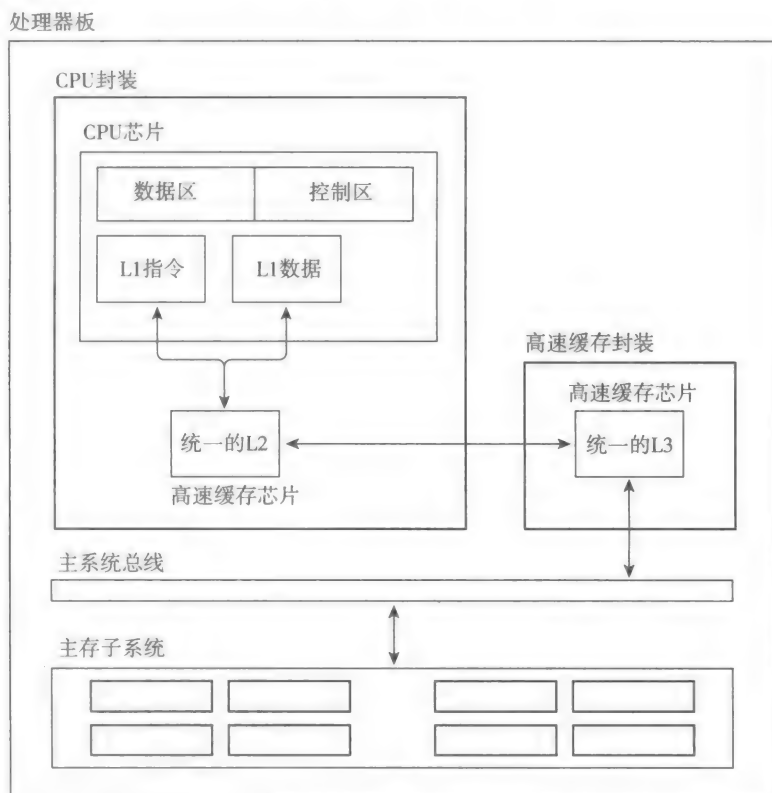 处理器板
CPU封装
CPU芯片
数据区
控制区
L1指令
L1数据
高速缓存封装
高速缓存芯片
统一的L2
统一的L3
高速缓存芯片
主系统总线
主存子系统